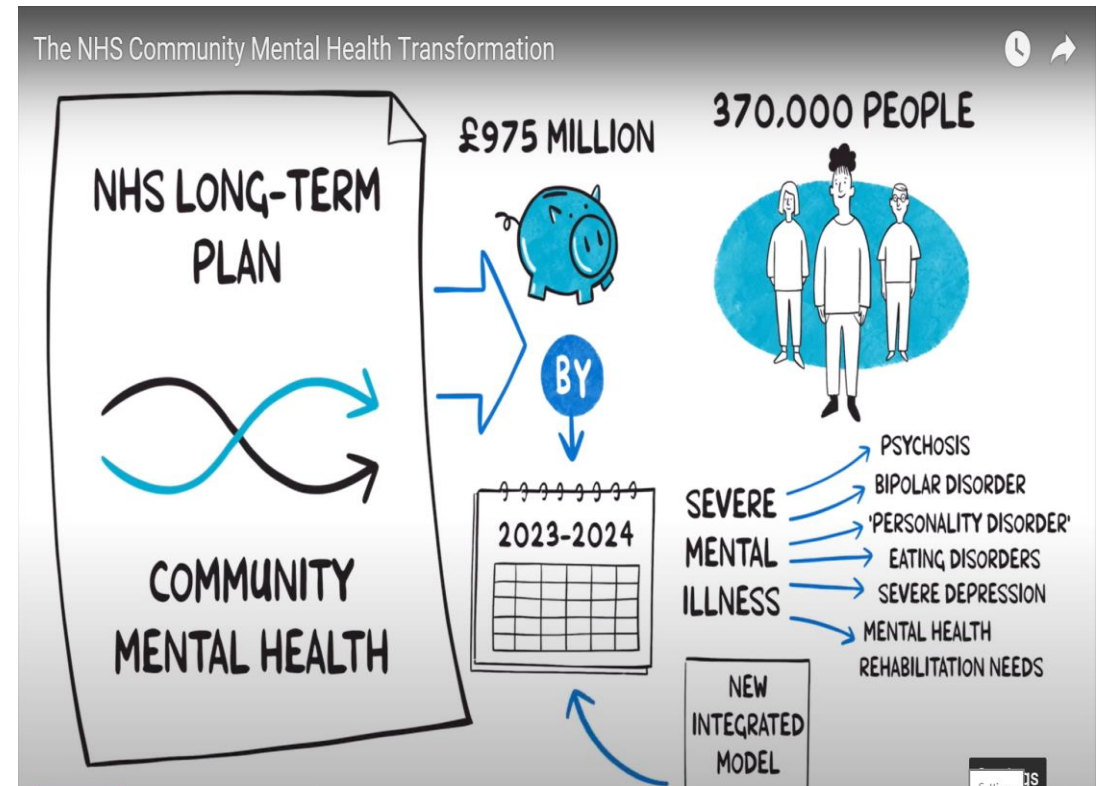 The NHS Community Mental Health Transformation
NHS LONG-TERM
PLAN
COMMUNITY
MENTAL HEALTH
£975 MILLION
BY
2023-2024
370,000 PEOPLE
SEVERE
MENTAL
ILLNESS
PSYCHOSIS
BIPOLAR DISORDER
'PERSONALITY DISORDER'
EATING DISORDERS
SEVERE DEPRESSION
MENTAL HEALTH
REHABILITATION NEEDS
NEW
INTEGRATED
MODEL